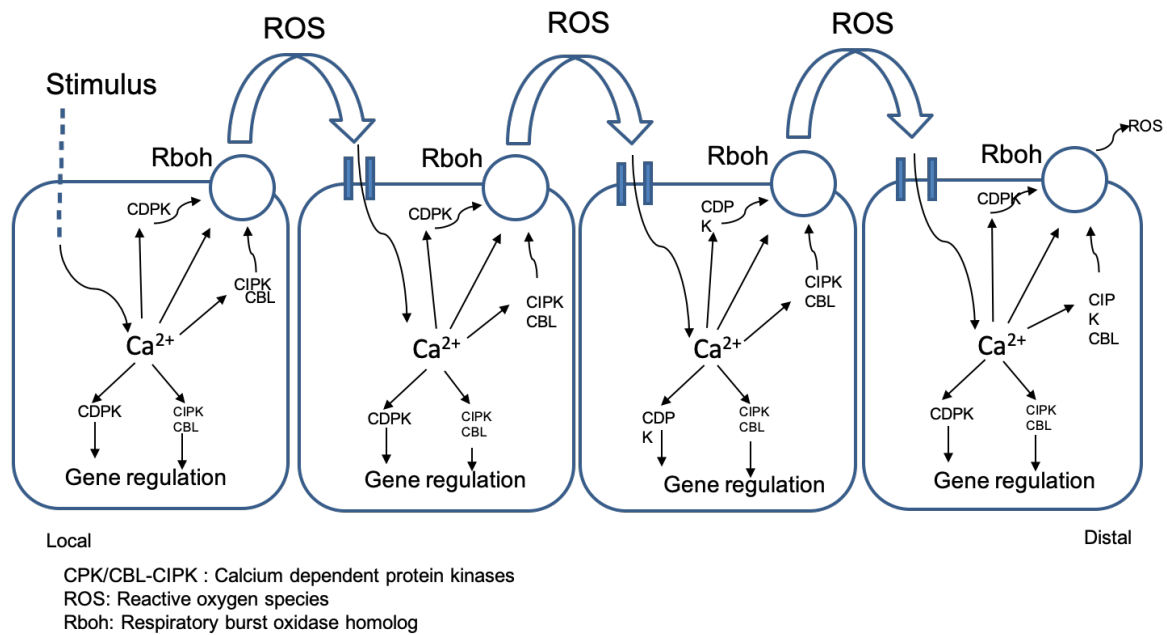 ROS
ROS
ROS
Stimulus
ROS
Rboh
Rboh
Rboh
Rboh
CDPK
CDPK
CDP
K
CDPK
CIPK
CBL
CIPK
CBL
CIPK
CBL
CIP
K
CBL
Ca2+
Ca2+
Ca2+
Ca2+
CDPK
CIPK
CBL
CDPK
CIPK
CBL
CDP
K
CIPK
CBL
CDPK
CIPK
CBL
Gene regulation
Gene regulation
Gene regulation
Gene regulation
Local
Distal
CPK/CBL-CIPK : Calcium dependent protein kinases
ROS: Reactive oxygen species
Rboh: Respiratory burst oxidase homolog